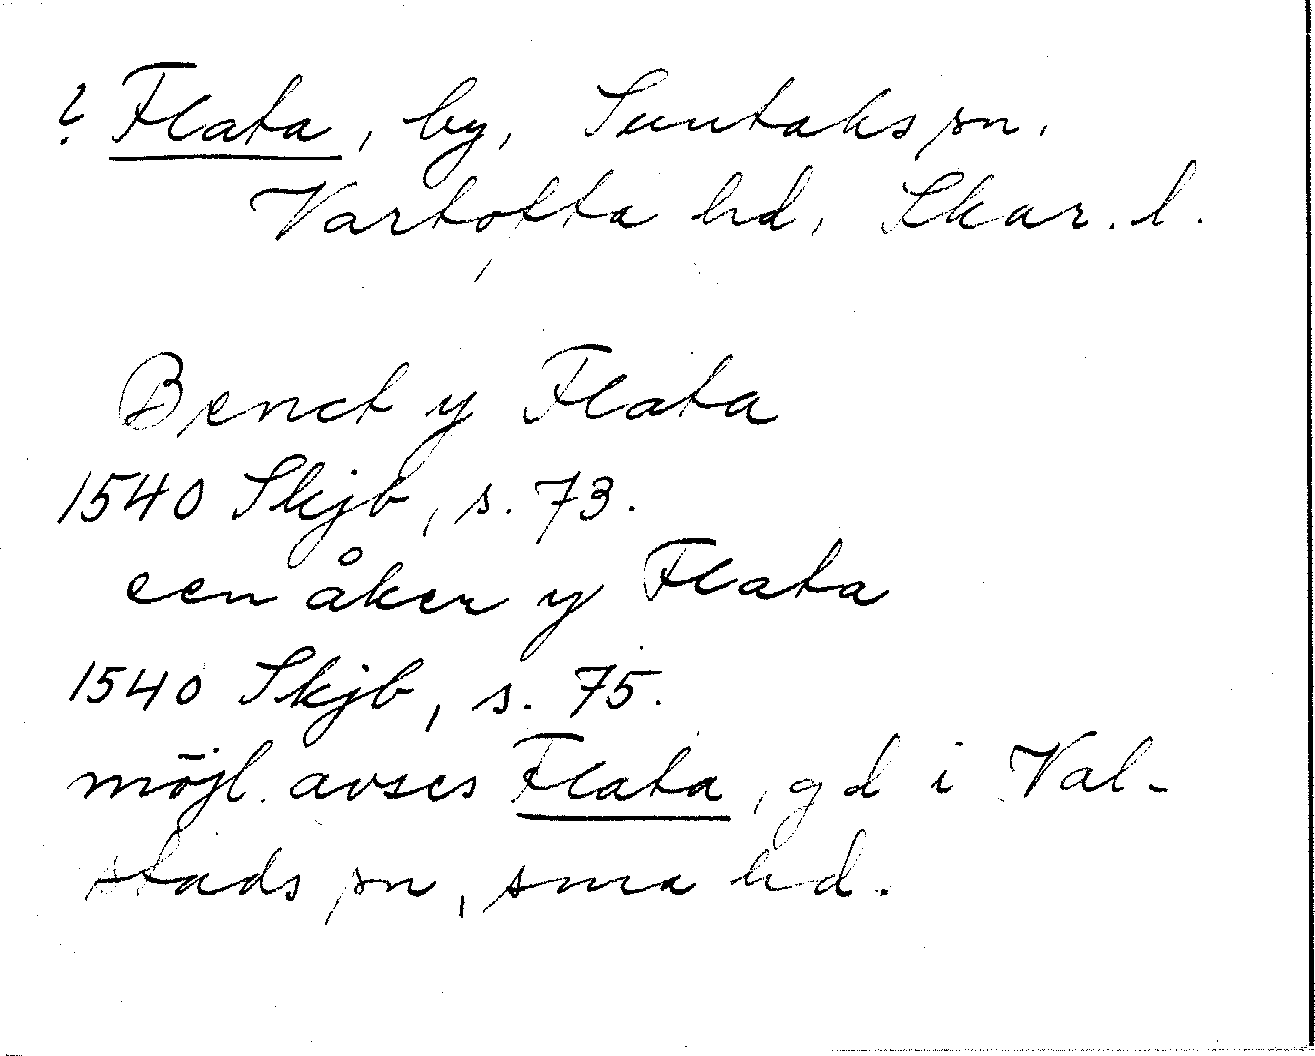 ? Flata, by, Suntaks sn.
Vartofta hd, Skar. l.
Benct y Flata
1540 Skjb, s. 73.
een åker y Flata
1540 Skjb, s. 75.
möjl. avses Flata, gd i Val-
stads sn, sma hd.